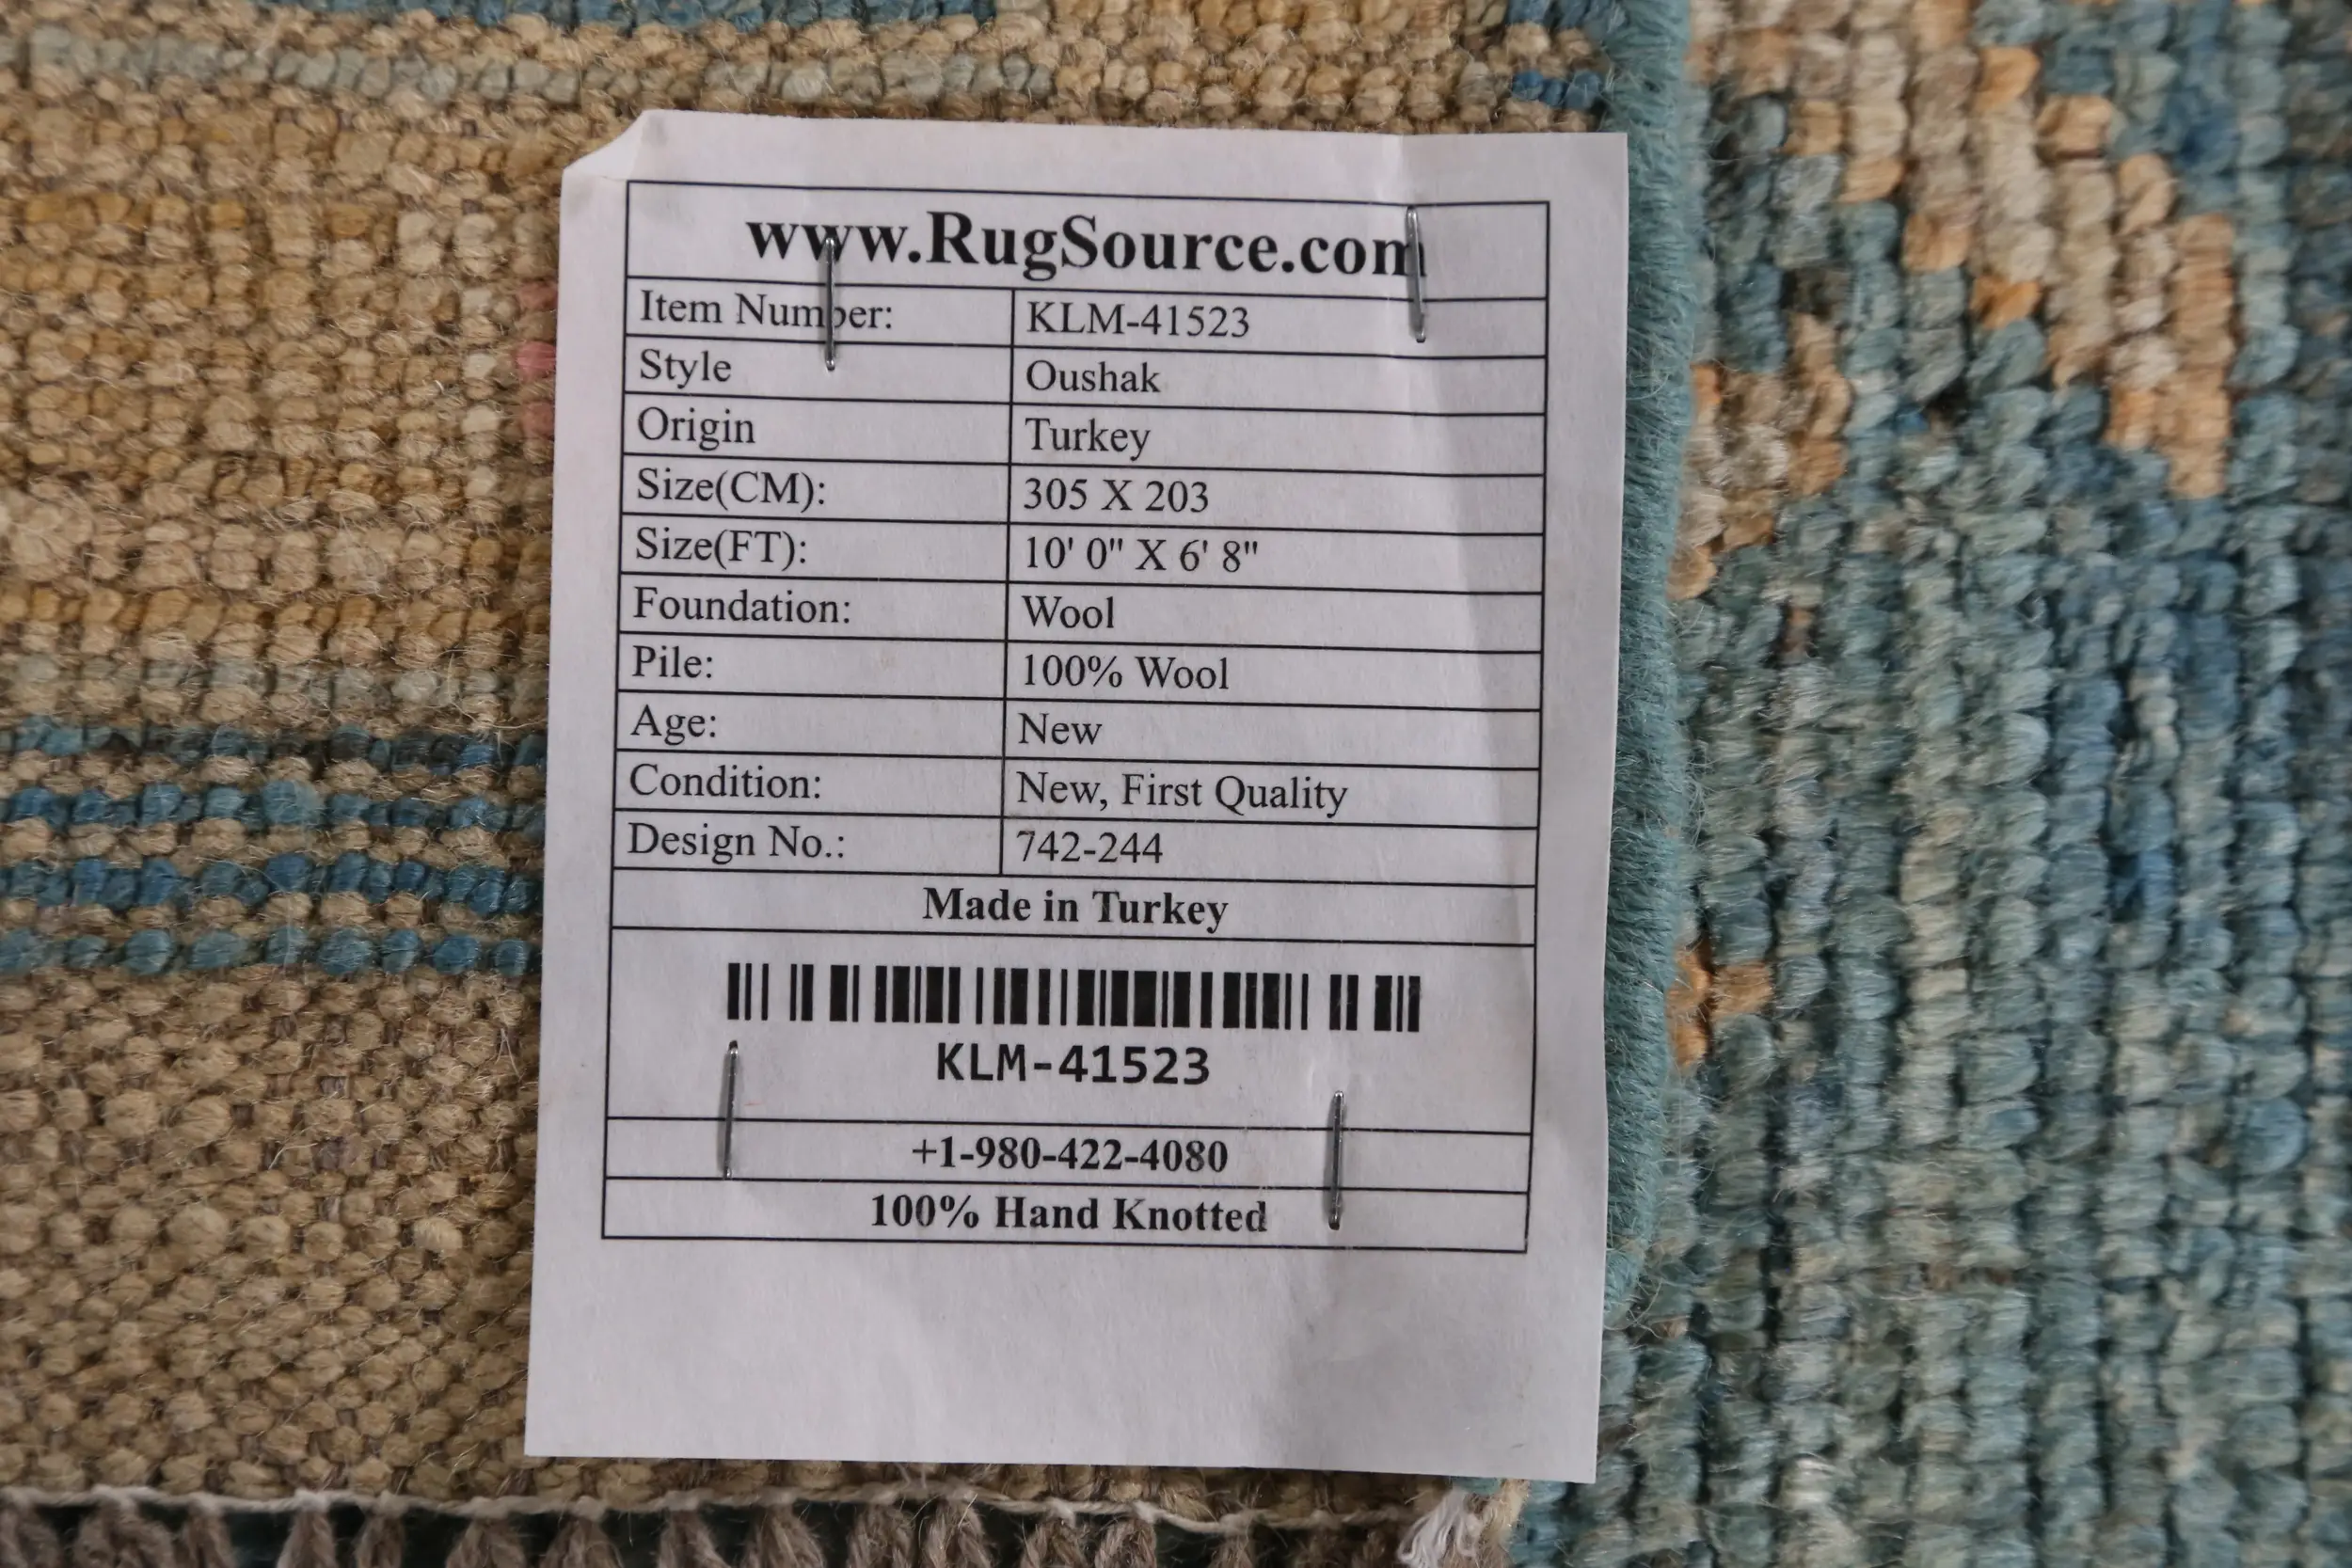 www.RugSource.com
Item Number: KLM-41523
Style Oushak
Origin Turkey
Size(CM): 305 X 203
Size(FT): 10' 0" X 6' 8"
Foundation: Wool
Pile: 100% Wool
Age: New
Condition: New, First Quality
Design No.: 742-244
Made in Turkey
KLM-41523
+1-980-422-4080
100% Hand Knotted